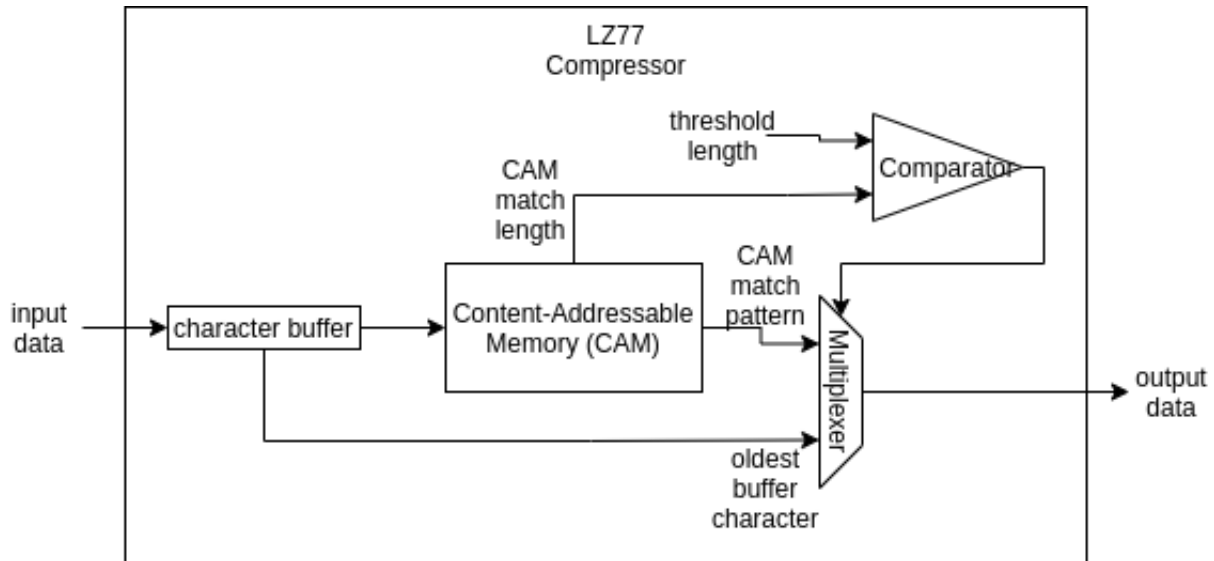 LZ77
Compressor
threshold
length
Comparator
CAM
match
length
CAM
match
pattern
input
data
character buffer
Content-Addressable
Memory (CAM)
Multiplexer
output
data
oldest
buffer
character